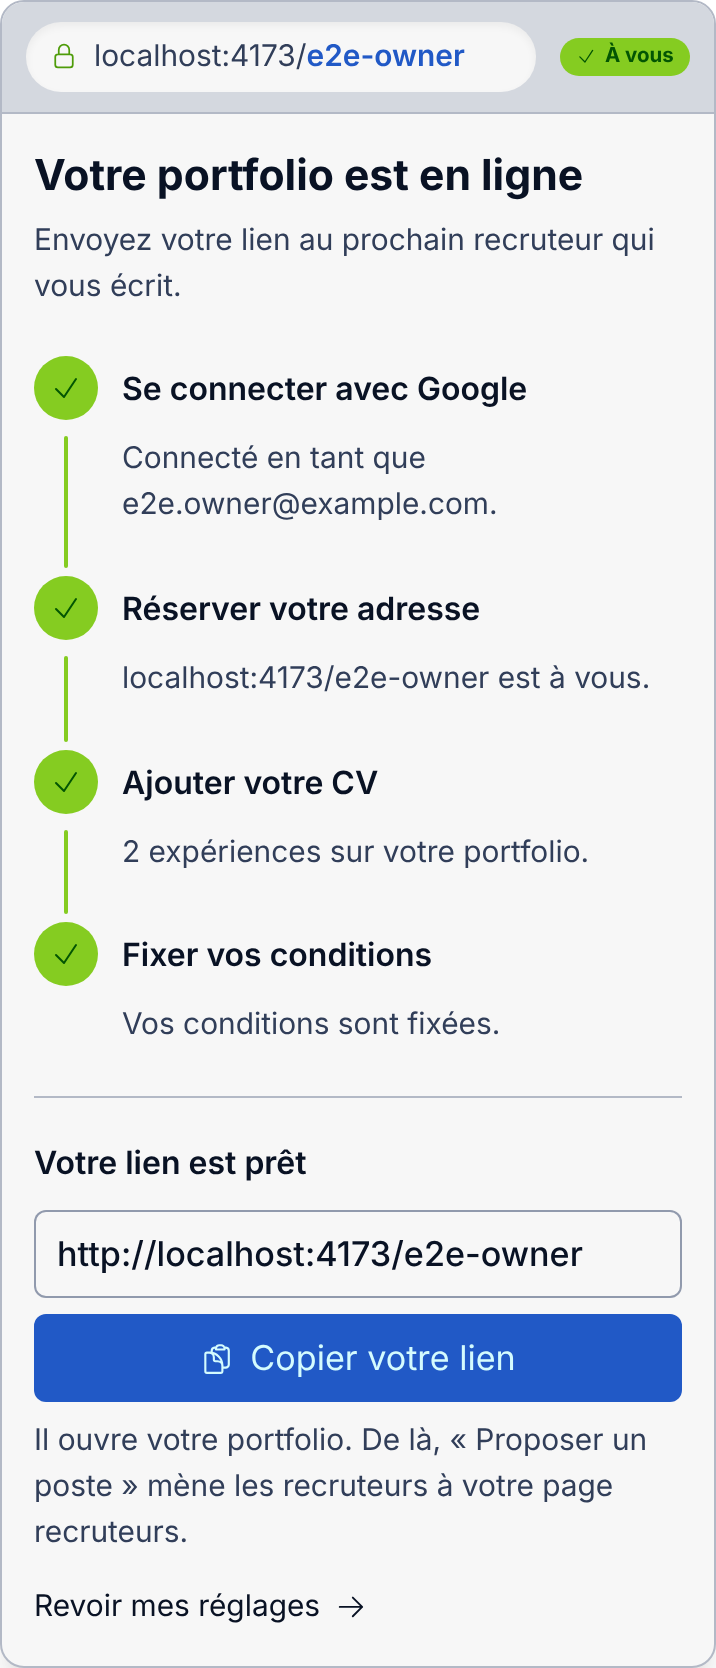 localhost:4173/e2e-owner
À vous
Votre portfolio est en ligne
Envoyez votre lien au prochain recruteur qui
vous écrit.
Se connecter avec Google
Connecté en tant que
e2e.owner@example.com.
Réserver votre adresse
localhost:4173/e2e-owner est à vous.
Ajouter votre CV
2 expériences sur votre portfolio.
Fixer vos conditions
Vos conditions sont fixées.
Votre lien est prêt
http://localhost:4173/e2e-owner
Copier votre lien
Il ouvre votre portfolio. De là, « Proposer un
poste » mène les recruteurs à votre page
recruteurs.
Revoir mes réglages →